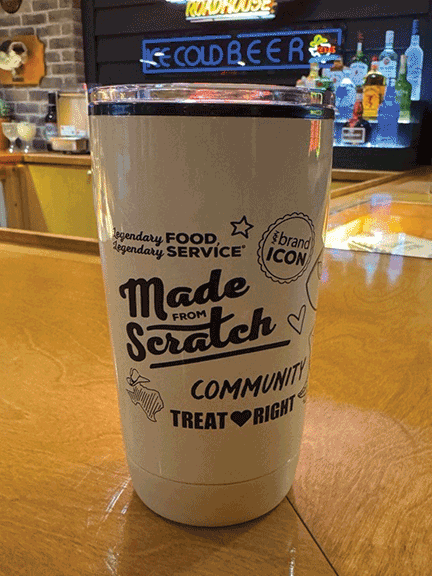 ROADHOUSE
ICE COLD BEER
Legendary FOOD,
Legendary SERVICE®
brand
ICON
Made
FROM
Scratch
COMMUNITY
TREAT♥RIGHT